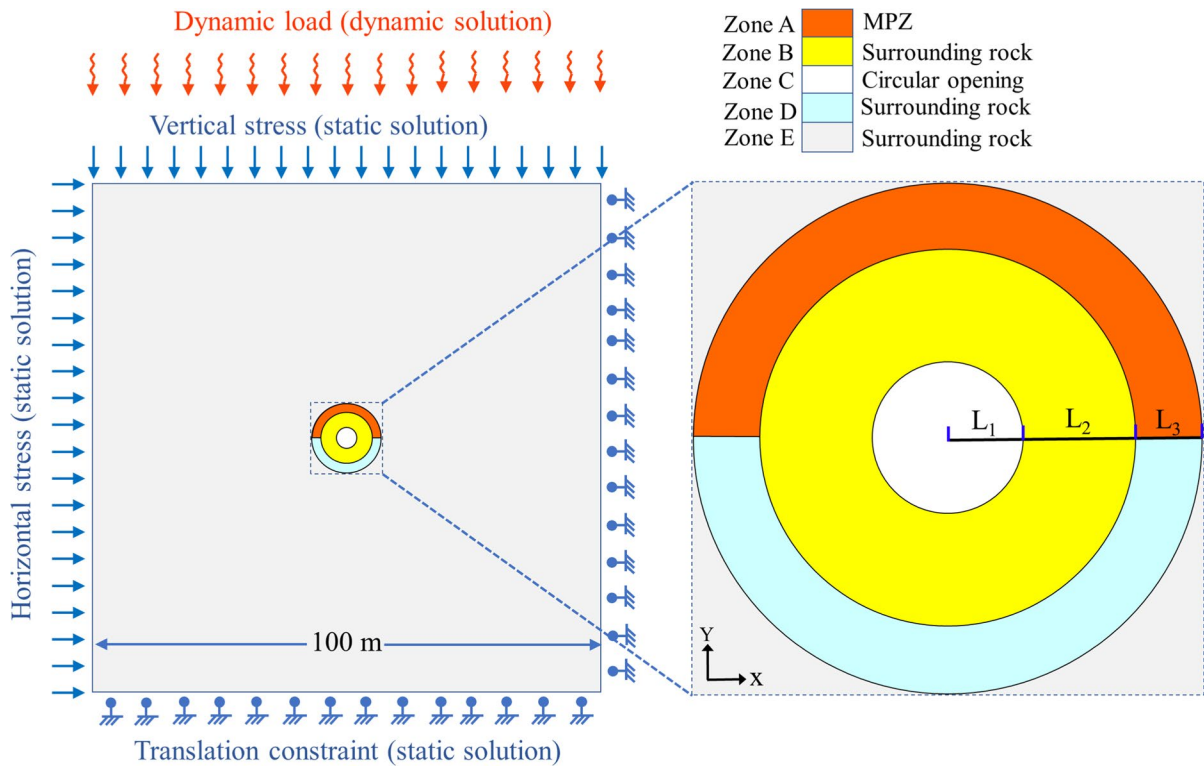 Dynamic load (dynamic solution)
Vertical stress (static solution)
Horizontal stress (static solution)
100 m
Translation constraint (static solution)
Zone A MPZ
Zone B Surrounding rock
Zone C Circular opening
Zone D Surrounding rock
Zone E Surrounding rock
L₁ L₂ L₃
Y
X